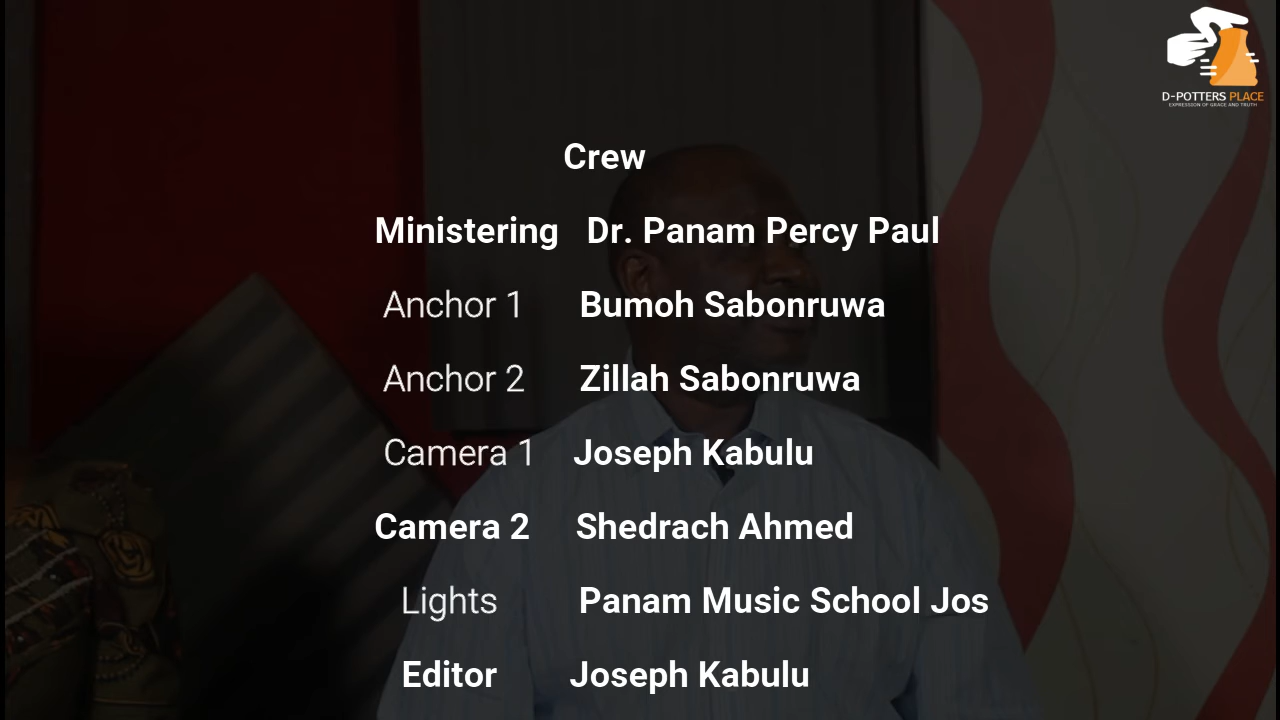 D-POTTERS PLACE
EXPRESSION OF GRACE AND TRUTH
Crew
Ministering Dr. Panam Percy Paul
Anchor 1 Bumoh Sabonruwa
Anchor 2 Zillah Sabonruwa
Camera 1 Joseph Kabulu
Camera 2 Shedrach Ahmed
Lights Panam Music School Jos
Editor Joseph Kabulu